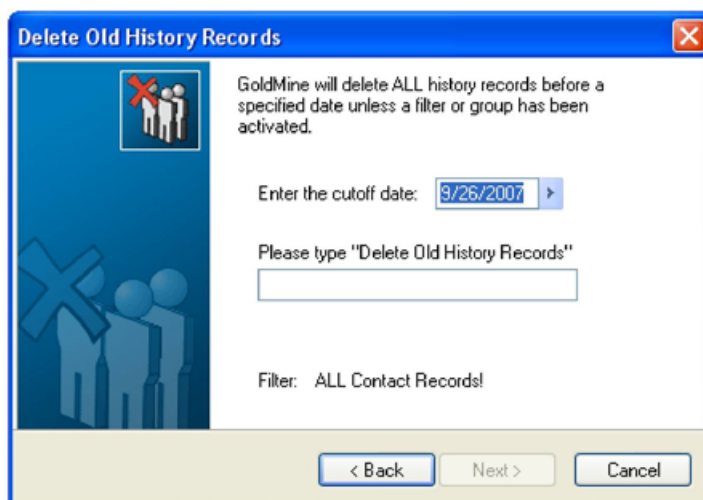 Delete Old History Records
GoldMine will delete ALL history records before a
specified date unless a filter or group has been
activated.
Enter the cutoff date: 9/26/2007
Please type "Delete Old History Records"
Filter: ALL Contact Records!
< Back Next > Cancel